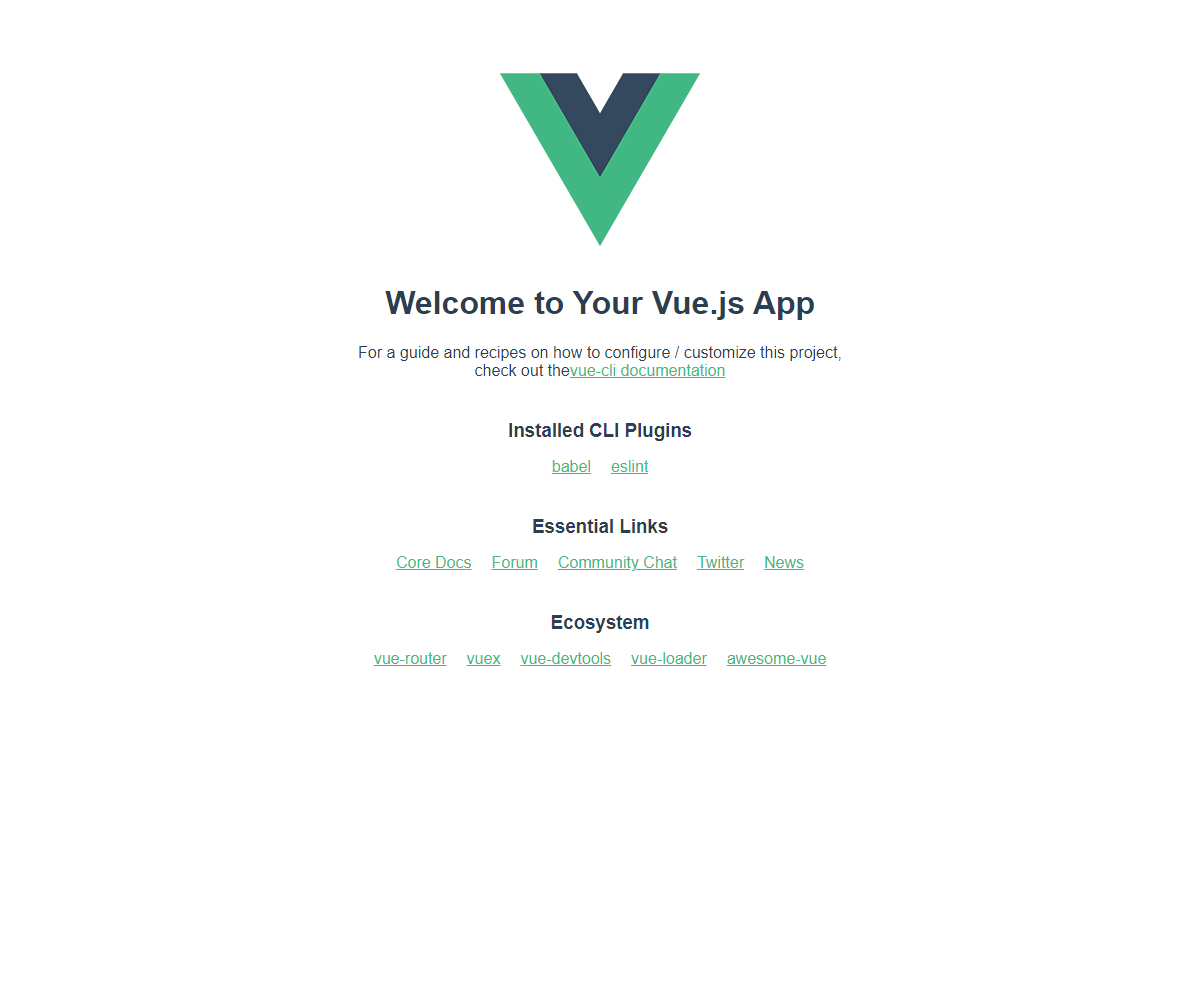 Welcome to Your Vue.js App
For a guide and recipes on how to configure / customize this project,
check out thevue-cli documentation
Installed CLI Plugins
babel eslint
Essential Links
Core Docs Forum Community Chat Twitter News
Ecosystem
vue-router vuex vue-devtools vue-loader awesome-vue